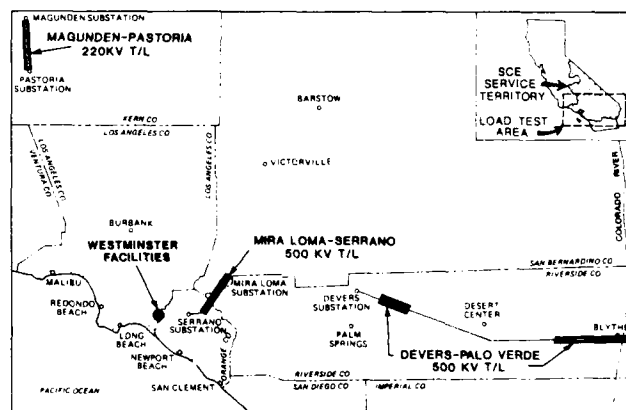 MAGUNDEN SUBSTATION
MAGUNDEN-PASTORIA
220KV T/L
PASTORIA
SUBSTATION
KERN CO
LOS ANGELES CO
LOS ANGELES CO
VENTURA CO
LOS ANGELES CO
BARSTOW
VICTORVILLE
SCE
SERVICE
TERRITORY
LOAD TEST
AREA
COLORADO RIVER
BURBANK
WESTMINSTER
FACILITIES
MIRA LOMA-SERRANO
500 KV T/L
SAN BERNARDINO CO
RIVERSIDE CO
MALIBU
REDONDO
BEACH
LONG
BEACH
NEWPORT
BEACH
SAN CLEMENT
MIRA LOMA
SUBSTATION
SERRANO
SUBSTATION
ORANGE
DEVERS
SUBSTATION
PALM
SPRINGS
DESERT
CENTER
BLYTHE
DEVERS-PALO VERDE
500 KV T/L
PACIFIC OCEAN
RIVERSIDE CO
SAN DIEGO CO
IMPERIAL CO